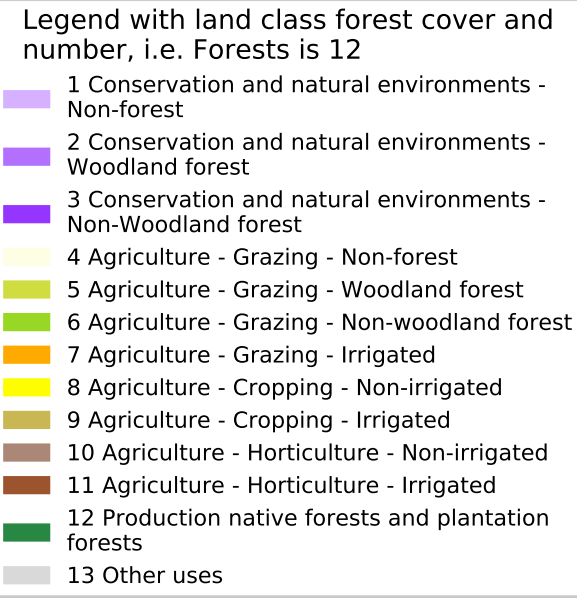 Legend with land class forest cover and
number, i.e. Forests is 12
1 Conservation and natural environments -
Non-forest
2 Conservation and natural environments -
Woodland forest
3 Conservation and natural environments -
Non-Woodland forest
4 Agriculture - Grazing - Non-forest
5 Agriculture - Grazing - Woodland forest
6 Agriculture - Grazing - Non-woodland forest
7 Agriculture - Grazing - Irrigated
8 Agriculture - Cropping - Non-irrigated
9 Agriculture - Cropping - Irrigated
10 Agriculture - Horticulture - Non-irrigated
11 Agriculture - Horticulture - Irrigated
12 Production native forests and plantation
forests
13 Other uses